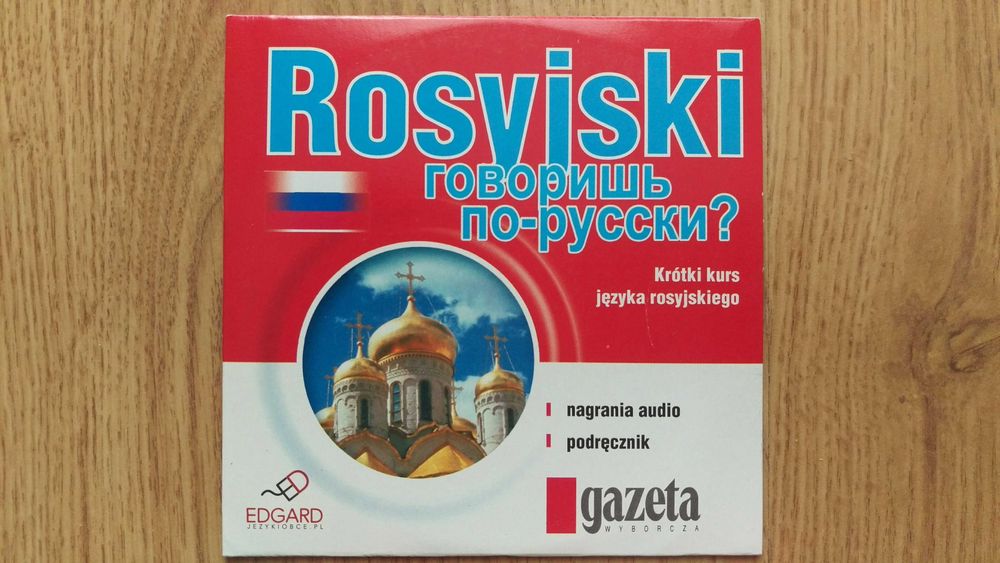 Rosyjski
говоришь
по-русски?
Krótki kurs
języka rosyjskiego
nagrania audio
podręcznik
EDGARD
JEZYKIOBCE.PL
gazeta
WYBORCZA